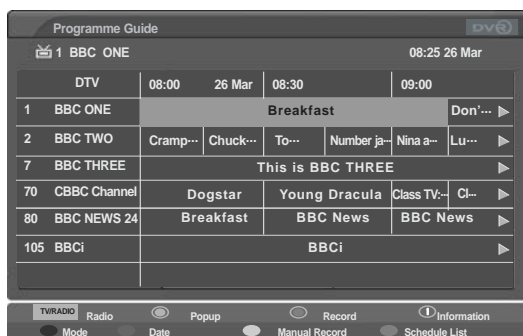 Programme Guide DVR
1 BBC ONE 08:25 26 Mar
DTV 08:00 26 Mar 08:30 09:00
1 BBC ONE Breakfast Don'···
2 BBC TWO Cramp··· Chuck··· To··· Number ja··· Nina a··· Lu···
7 BBC THREE This is BBC THREE
70 CBBC Channel Dogstar Young Dracula Class TV:··· Cl···
80 BBC NEWS 24 Breakfast BBC News BBC News
105 BBCi BBCi
TV/RADIO Radio Popup Record Information
Mode Date Manual Record Schedule List